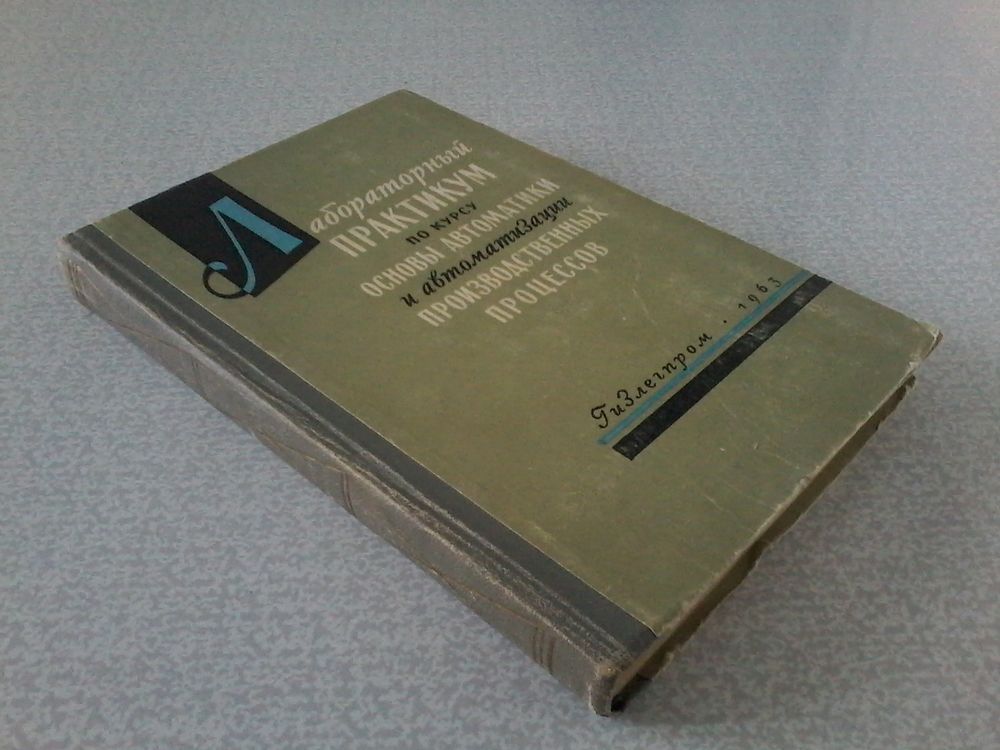 Лабораторный
ПРАКТИКУМ
ПО КУРСУ
ОСНОВЫ АВТОМАТИКИ
и автоматизации
ПРОИЗВОДСТВЕННЫХ
ПРОЦЕССОВ
Гизлегпром . 1963